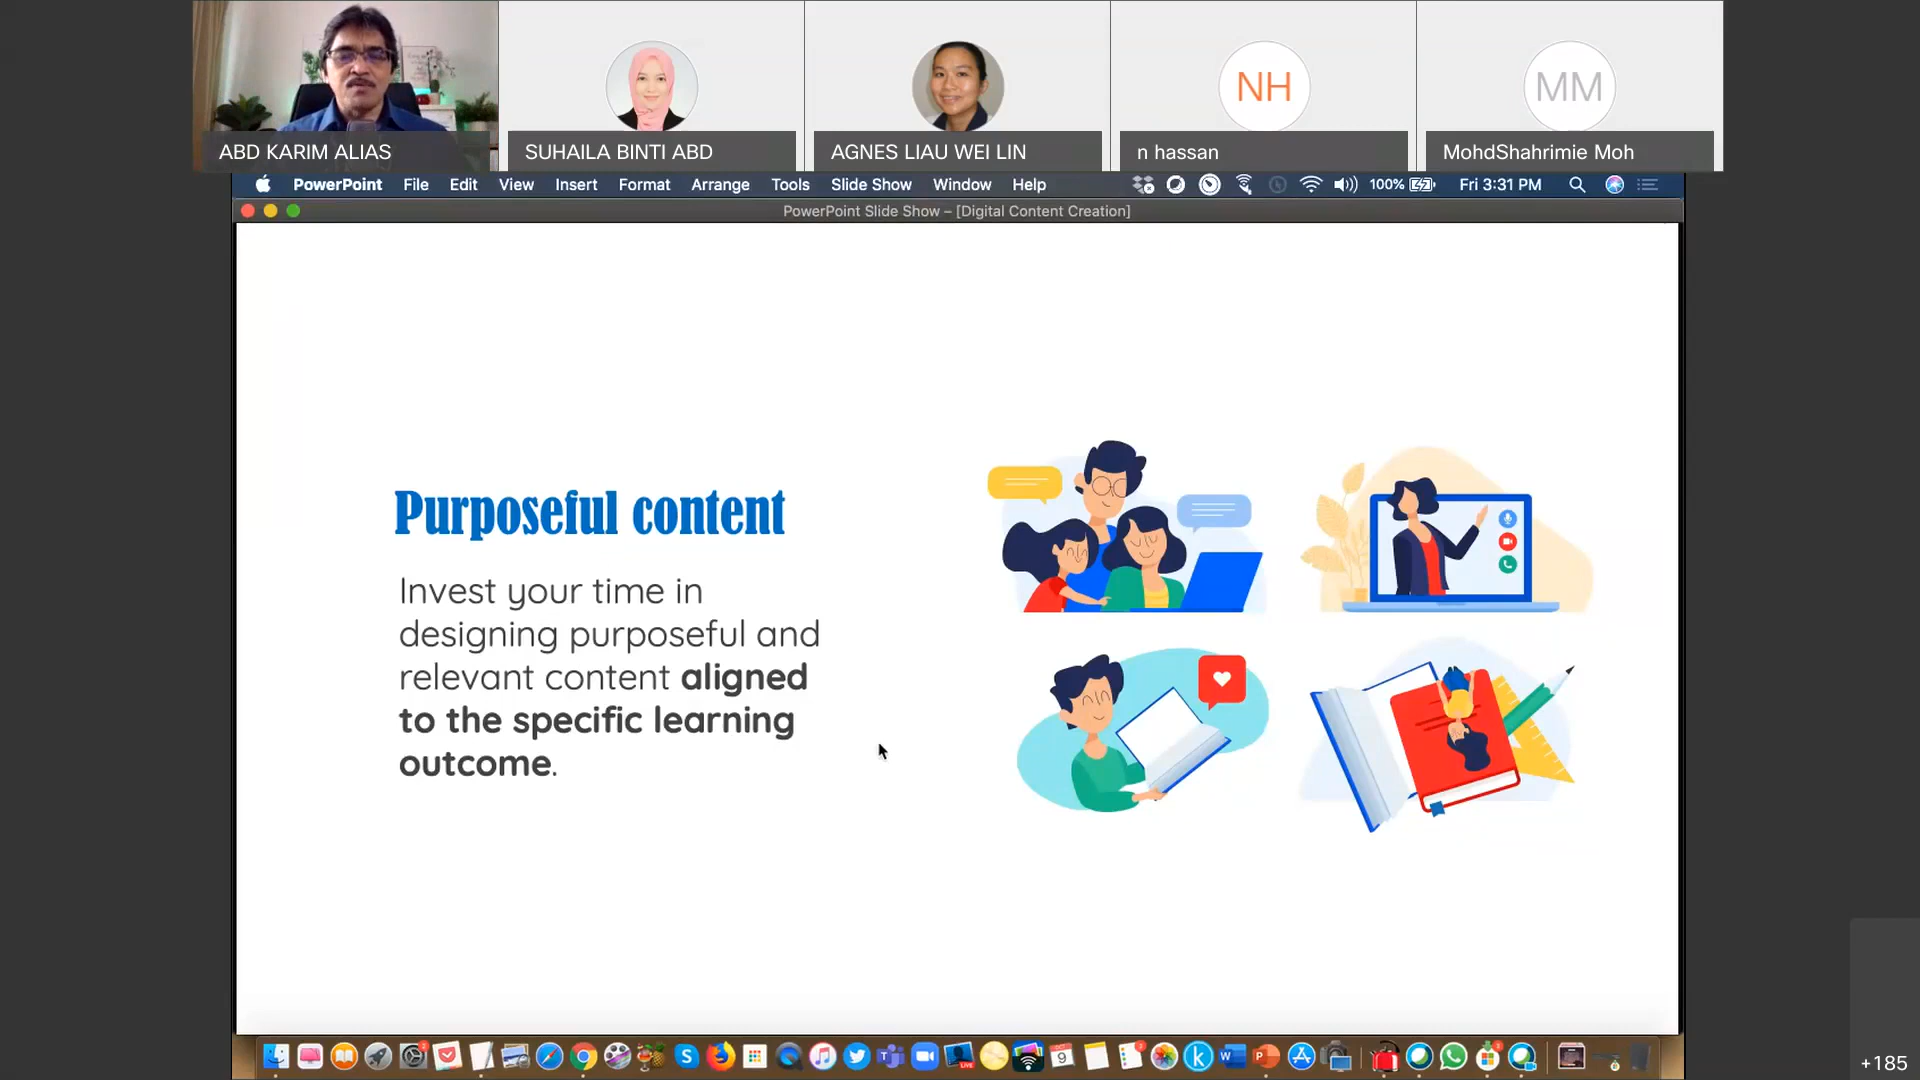 ABD KARIM ALIAS
SUHAILA BINTI ABD
AGNES LIAU WEI LIN
NH
n hassan
MM
MohdShahrimie Moh
PowerPoint File Edit View Insert Format Arrange Tools Slide Show Window Help 100% Fri 3:31 PM
PowerPoint Slide Show – [Digital Content Creation]
Purposeful content
Invest your time in
designing purposeful and
relevant content aligned
to the specific learning
outcome.
9
+185